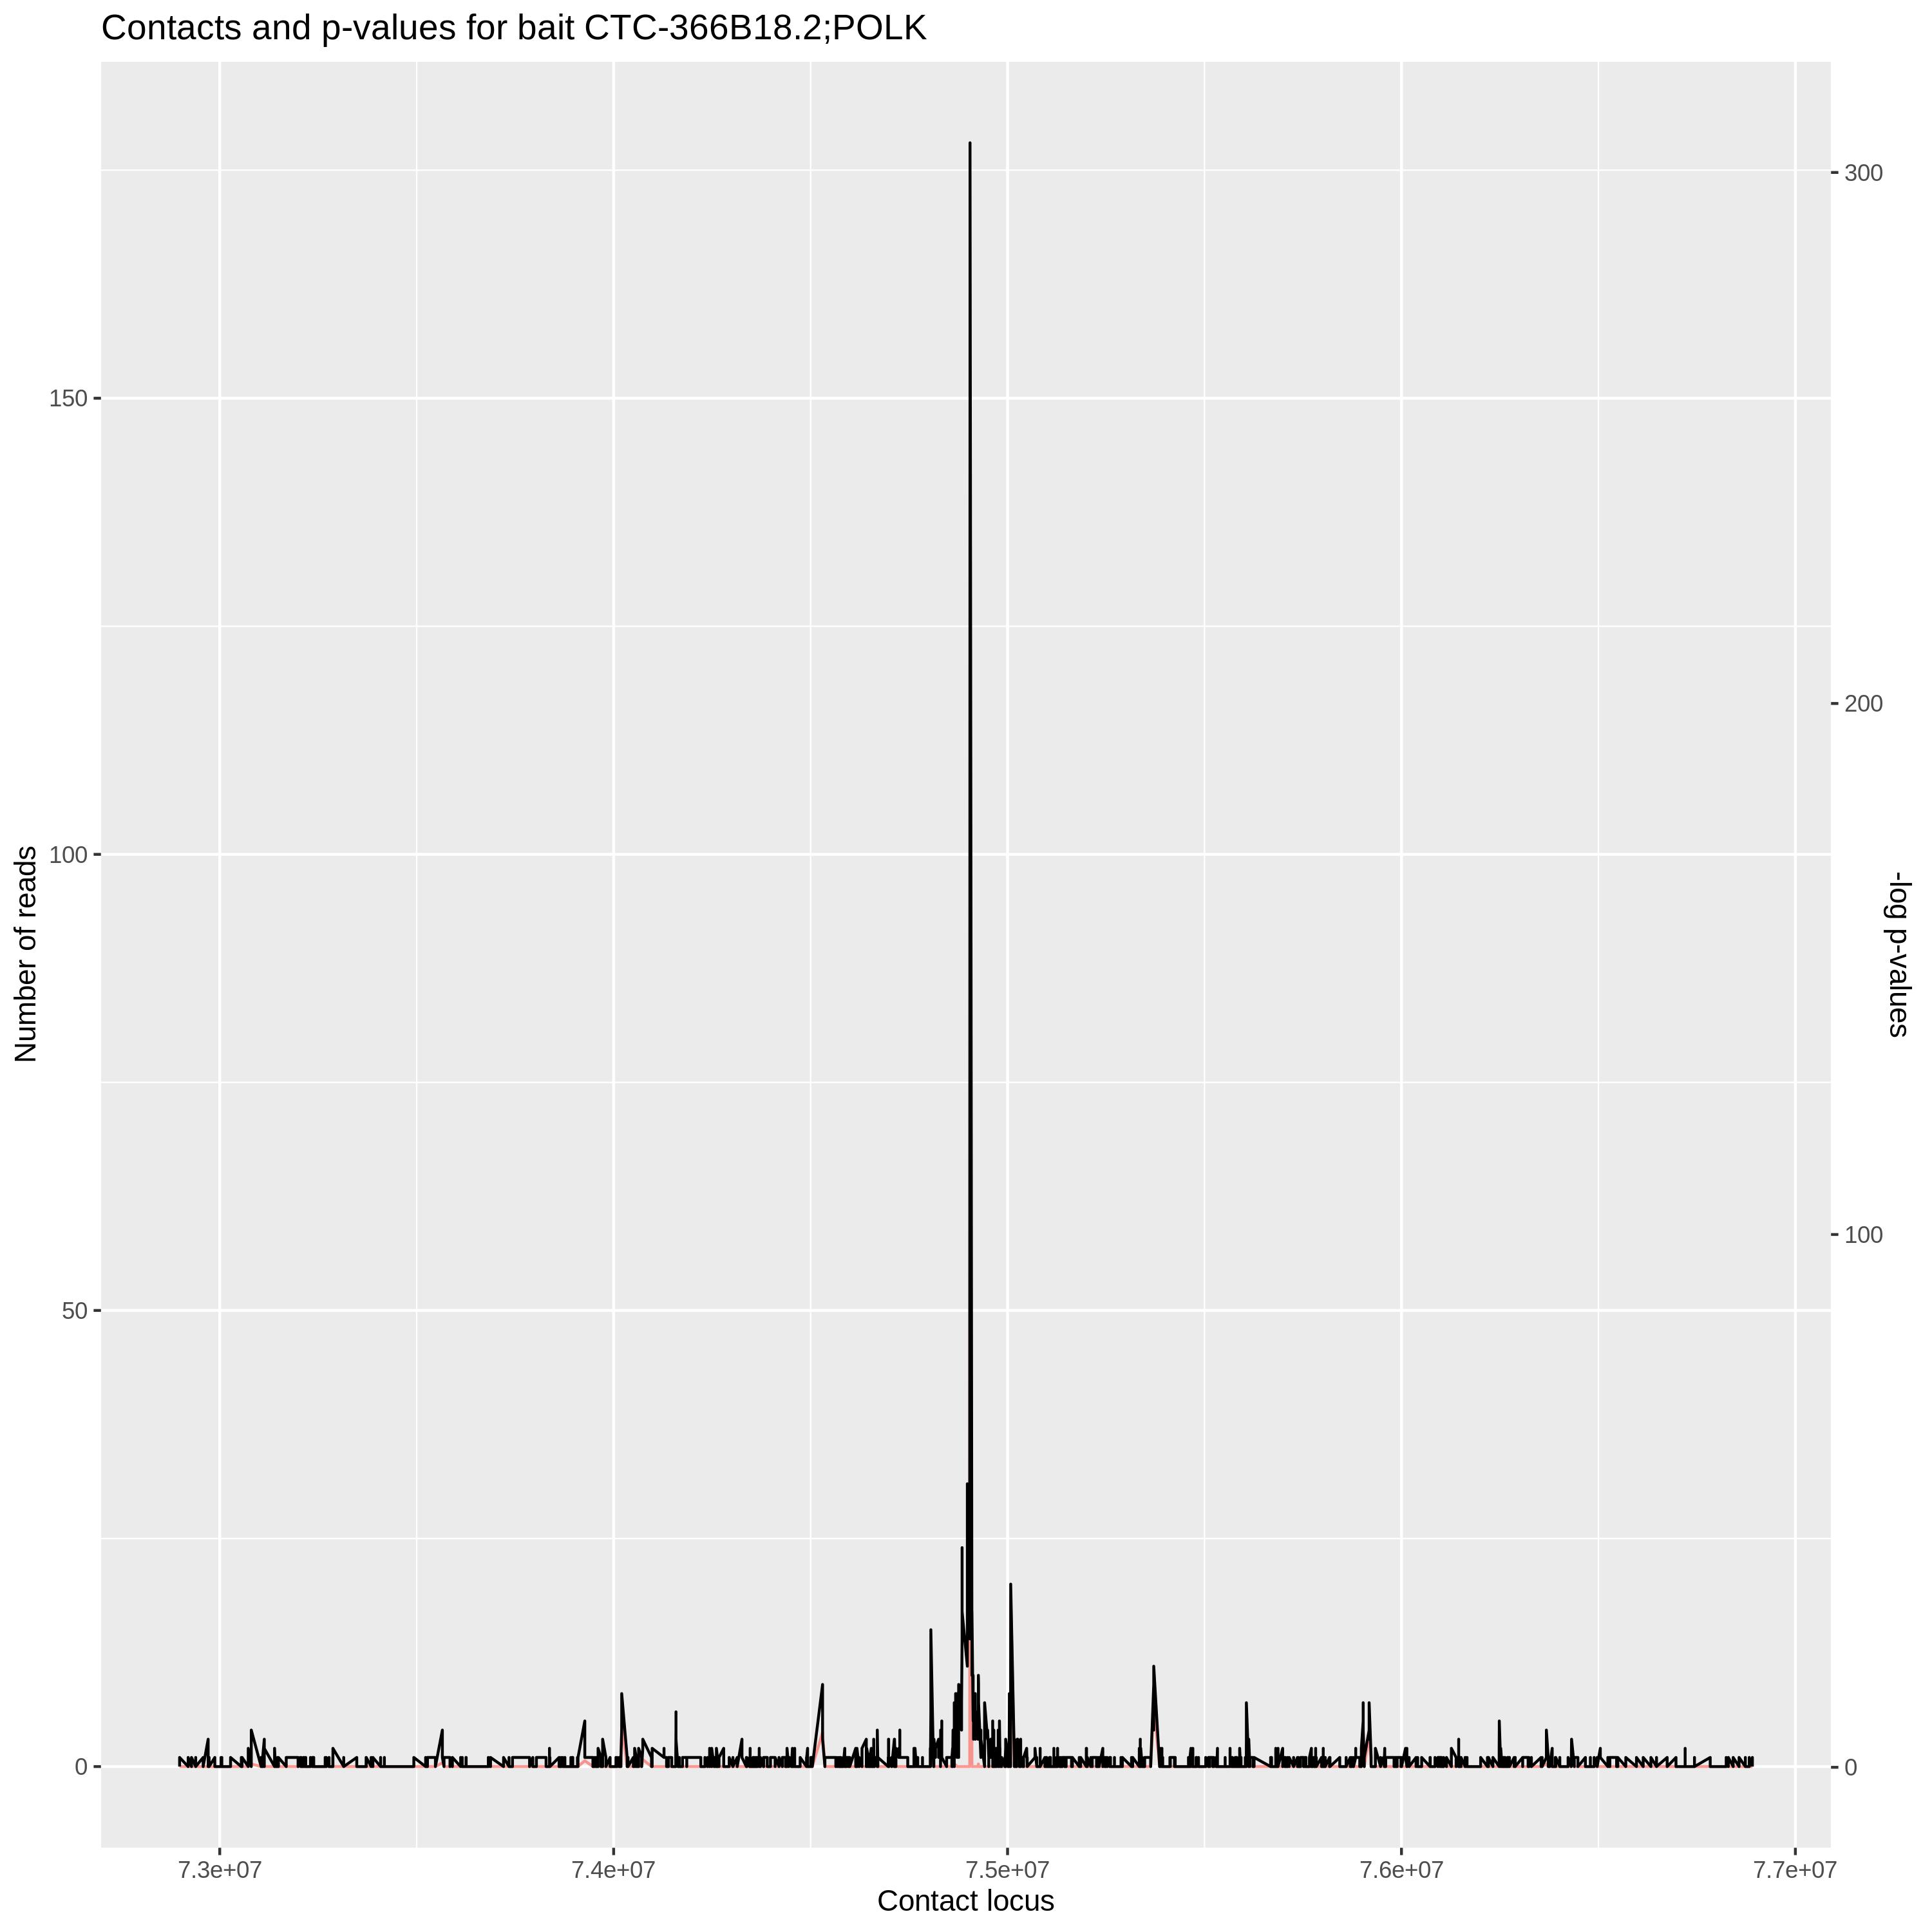 Contacts and p-values for bait CTC-366B18.2;POLK
Number of reads
150
100
50
0
300
200
100
0
-log p-values
7.3e+07 7.4e+07 7.5e+07 7.6e+07 7.7e+07
Contact locus